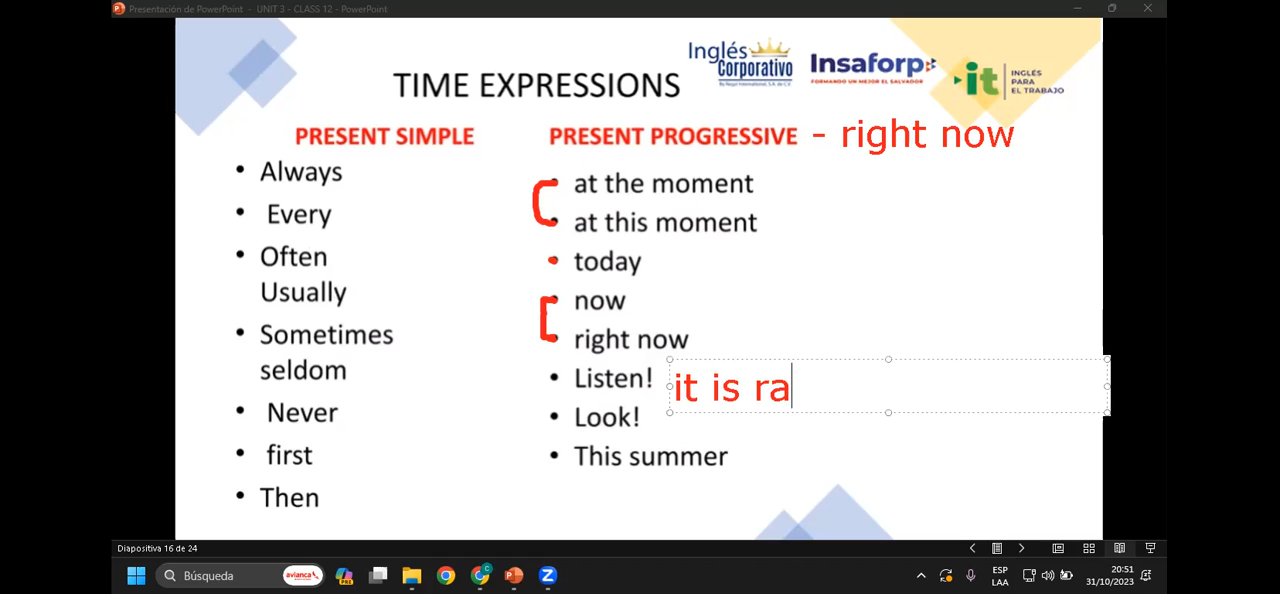 Presentación de PowerPoint - UNIT 3 - CLASS 12 - PowerPoint
TIME EXPRESSIONS
Inglés
Corporativo
Insaforp
FORMANDO UN MEJOR EL SALVADOR
it
INGLÉS
PARA
EL TRABAJO
PRESENT SIMPLE
• Always
• Every
• Often
Usually
• Sometimes
seldom
• Never
• first
• Then
PRESENT PROGRESSIVE - right now
• at the moment
• at this moment
• today
• now
• right now
• Listen! it is ra
• Look!
• This summer
Diapositiva 16 de 24
Búsqueda
avianca
PRE
C
ESP
LAA
20:51
31/10/2023